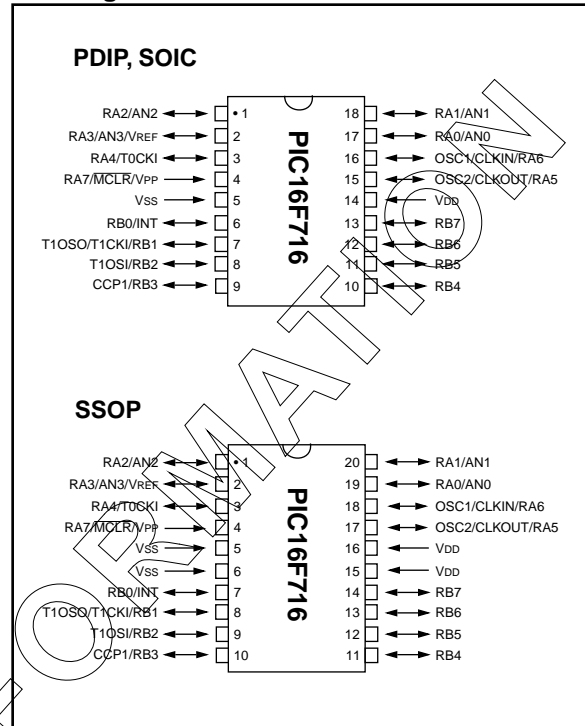 PDIP, SOIC
RA2/AN2 • 1 18 RA1/AN1
RA3/AN3/VREF 2 17 RA0/AN0
RA4/T0CKI 3 16 OSC1/CLKIN/RA6
RA7/MCLR/VPP 4 15 OSC2/CLKOUT/RA5
VSS 5 14 VDD
RB0/INT 6 13 RB7
T1OSO/T1CKI/RB1 7 12 RB6
T1OSI/RB2 8 11 RB5
CCP1/RB3 9 10 RB4
PIC16F716
SSOP
RA2/AN2 • 1 20 RA1/AN1
RA3/AN3/VREF 2 19 RA0/AN0
RA4/T0CKI 3 18 OSC1/CLKIN/RA6
RA7/MCLR/VPP 4 17 OSC2/CLKOUT/RA5
VSS 5 16 VDD
VSS 6 15 VDD
RB0/INT 7 14 RB7
T1OSO/T1CKI/RB1 8 13 RB6
T1OSI/RB2 9 12 RB5
CCP1/RB3 10 11 RB4
PIC16F716
ORMATION